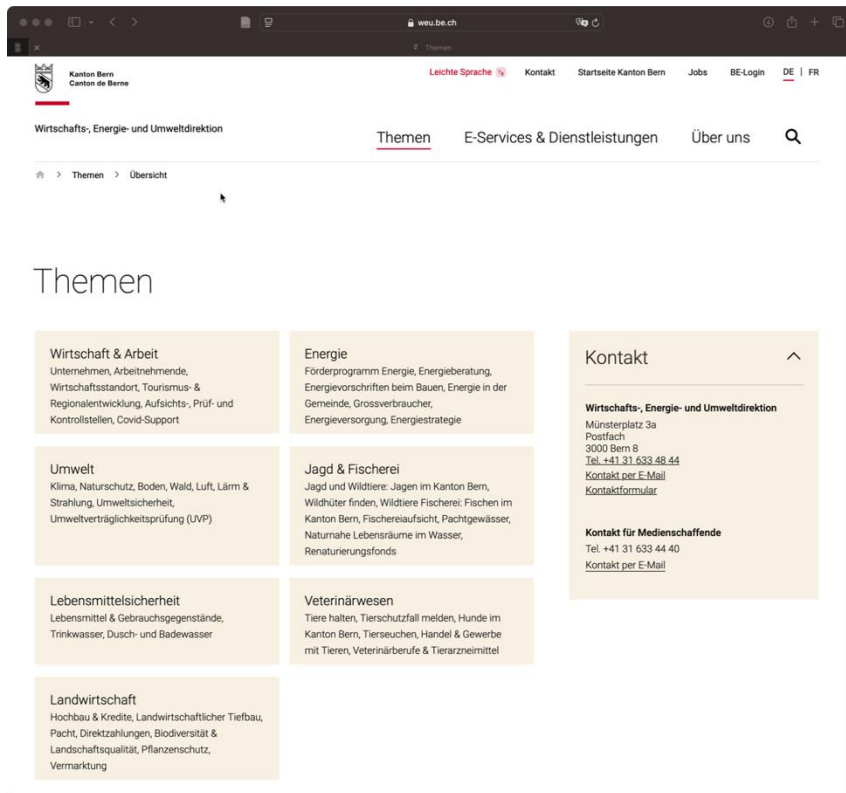 weu.be.ch
Themen
Kanton Bern
Canton de Berne
Leichte Sprache
Kontakt
Startseite Kanton Bern
Jobs
BE-Login
DE | FR
Wirtschafts-, Energie- und Umweltdirektion
Themen
E-Services & Dienstleistungen
Über uns
Themen > Übersicht
Themen
Wirtschaft & Arbeit
Unternehmen, Arbeitnehmende,
Wirtschaftsstandort, Tourismus- &
Regionalentwicklung, Aufsichts-, Prüf- und
Kontrollstellen, Covid-Support
Energie
Förderprogramm Energie, Energieberatung,
Energievorschriften beim Bauen, Energie in der
Gemeinde, Grossverbraucher,
Energieversorgung, Energiestrategie
Umwelt
Klima, Naturschutz, Boden, Wald, Luft, Lärm &
Strahlung, Umweltsicherheit,
Umweltverträglichkeitsprüfung (UVP)
Jagd & Fischerei
Jagd und Wildtiere: Jagen im Kanton Bern,
Wildhüter finden, Wildtiere Fischerei: Fischen im
Kanton Bern, Fischereiaufsicht, Pachtgewässer,
Naturnahe Lebensräume im Wasser,
Renaturierungsfonds
Lebensmittelsicherheit
Lebensmittel & Gebrauchsgegenstände,
Trinkwasser, Dusch- und Badewasser
Veterinärwesen
Tiere halten, Tierschutzfall melden, Hunde im
Kanton Bern, Tierseuchen, Handel & Gewerbe
mit Tieren, Veterinärberufe & Tierarzneimittel
Landwirtschaft
Hochbau & Kredite, Landwirtschaftlicher Tiefbau,
Pacht, Direktzahlungen, Biodiversität &
Landschaftsqualität, Pflanzenschutz,
Vermarktung
Kontakt
Wirtschafts-, Energie- und Umweltdirektion
Münsterplatz 3a
Postfach
3000 Bern 8
Tel. +41 31 633 48 44
Kontakt per E-Mail
Kontaktformular
Kontakt für Medienschaffende
Tel. +41 31 633 44 40
Kontakt per E-Mail